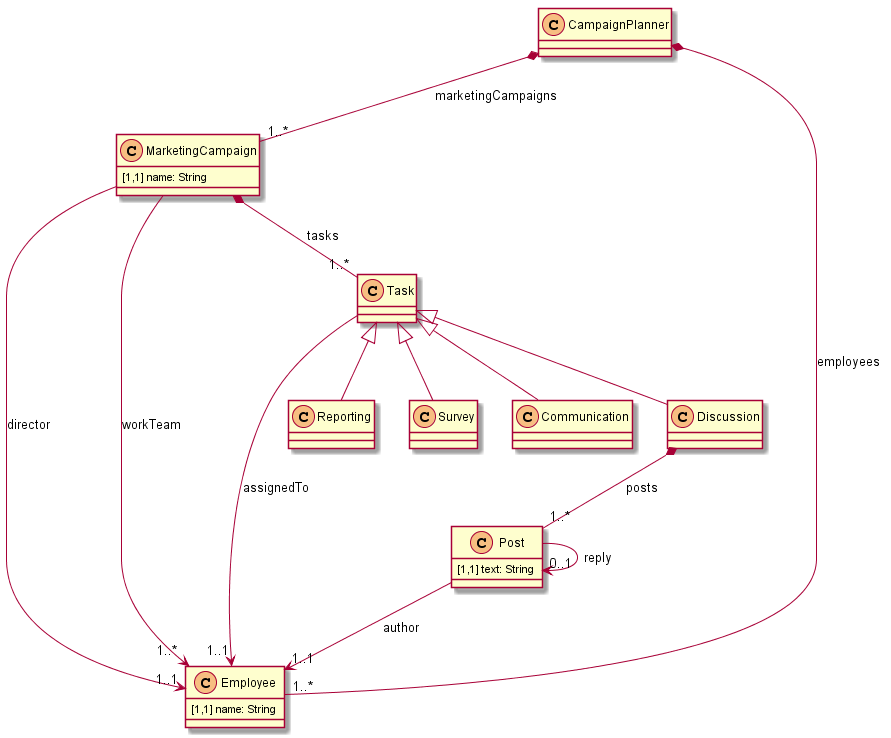 C CampaignPlanner
marketingCampaigns
1..*
C MarketingCampaign
[1,1] name: String
tasks
1..*
C Task
employees
C Reporting
C Survey
C Communication
C Discussion
director
workTeam
assignedTo
posts
1..*
C Post
[1,1] text: String
0..1
reply
author
1..*
1..1
1..1
1..1
1..*
C Employee
[1,1] name: String